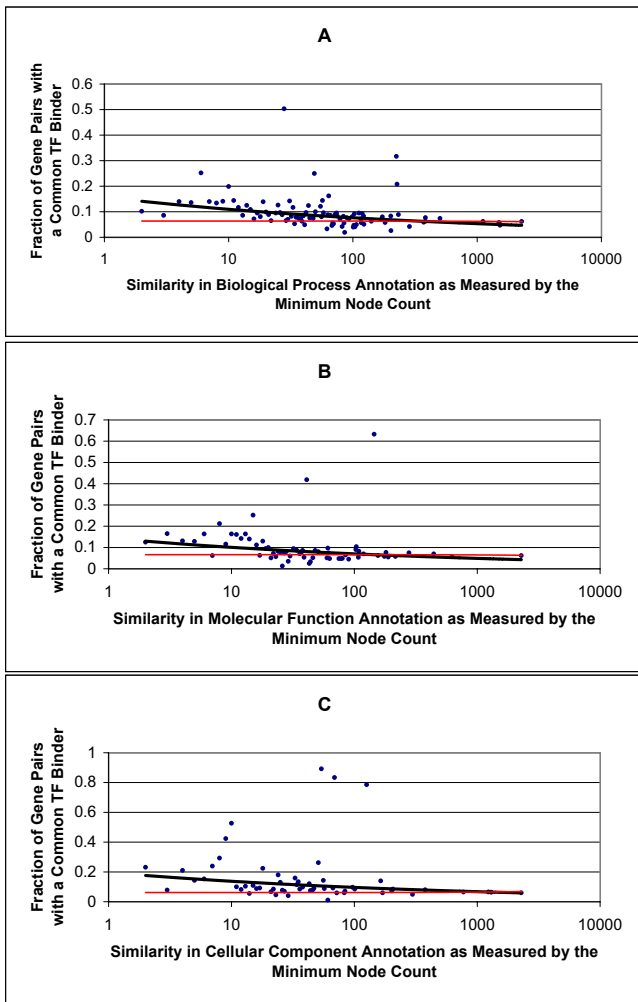 A
Fraction of Gene Pairs with
a Common TF Binder
0.6
0.5
0.4
0.3
0.2
0.1
0
1 10 100 1000 10000
Similarity in Biological Process Annotation as Measured by the
Minimum Node Count
B
Fraction of Gene Pairs
with a Common TF Binder
0.7
0.6
0.5
0.4
0.3
0.2
0.1
0
1 10 100 1000 10000
Similarity in Molecular Function Annotation as Measured by the
Minimum Node Count
C
Fraction of Gene Pairs
with a Common TF Binder
1
0.8
0.6
0.4
0.2
0
1 10 100 1000 10000
Similarity in Cellular Component Annotation as Measured by the
Minimum Node Count